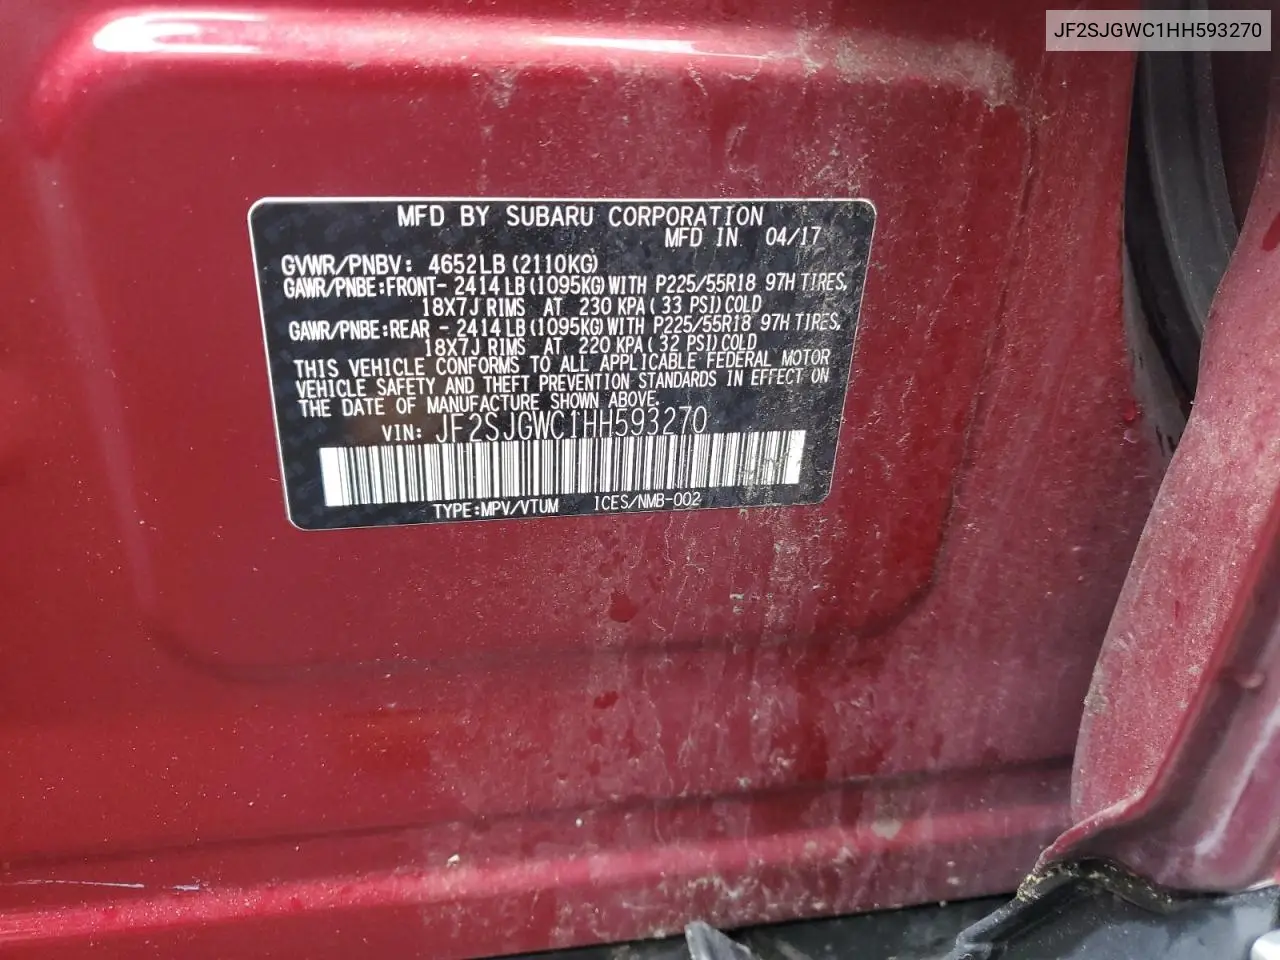 JF2SJGWC1HH593270
MFD BY SUBARU CORPORATION
MFD IN 04/17
GVWR/PNBV: 4652LB (2110KG)
GAWR/PNBE:FRONT- 2414LB (1095KG) WITH P225/55R18 97H TIRES,
18X7J RIMS AT 230 KPA (33 PSI) COLD
GAWR/PNBE:REAR - 2414LB (1095KG) WITH P225/55R18 97H TIRES,
18X7J RIMS AT 220 KPA (32 PSI) COLD
THIS VEHICLE CONFORMS TO ALL APPLICABLE FEDERAL MOTOR
VEHICLE SAFETY AND THEFT PREVENTION STANDARDS IN EFFECT ON
THE DATE OF MANUFACTURE SHOWN ABOVE.
VIN: JF2SJGWC1HH593270
TYPE:MPV/VTUM ICES/NMB-002